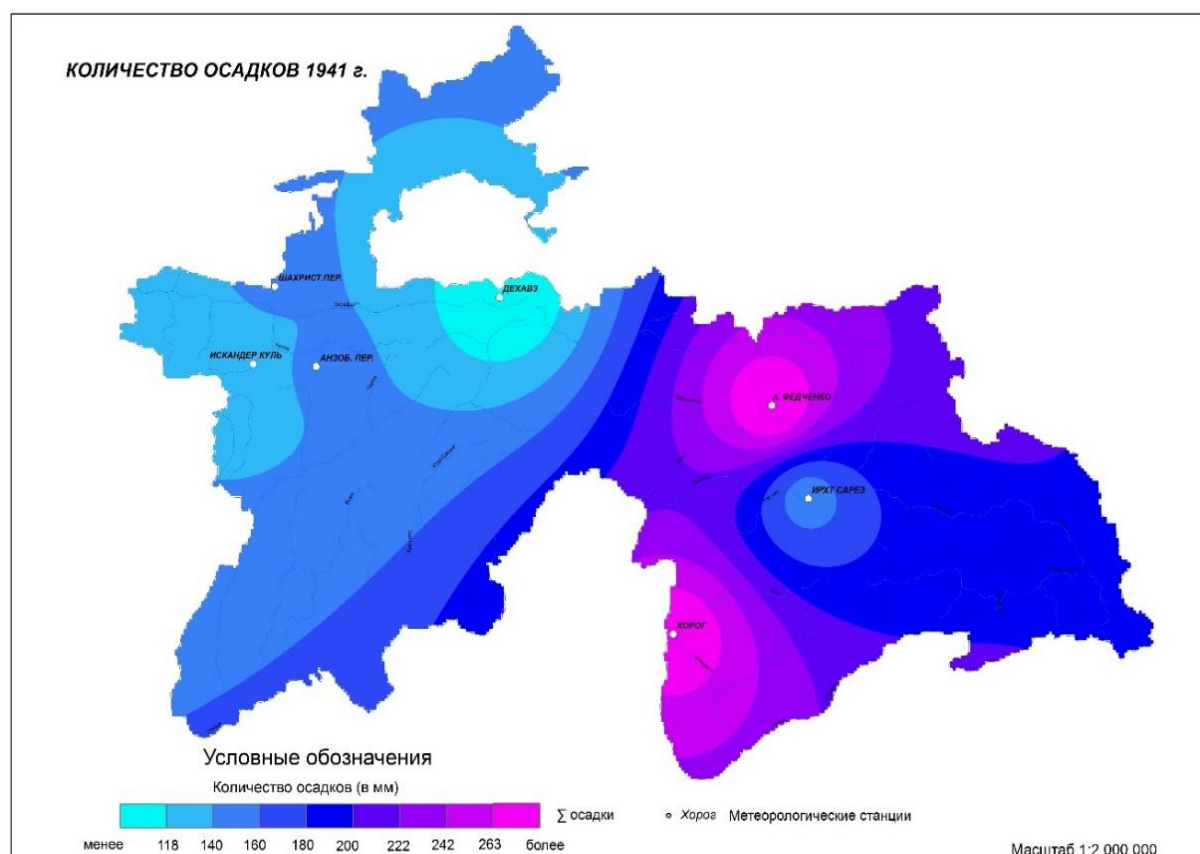 КОЛИЧЕСТВО ОСАДКОВ 1941 г.
ШАХРИСТ.ПЕР.
ДЕХАВЗ
ИСКАНДЕР КУЛЬ
АНЗОБ. ПЕР.
л. ФЕДЧЕНКО
ИРХТ САРЕЗ
ХОРОГ
Условные обозначения
Количество осадков (в мм)
∑ осадки
Хорог Метеорологические станции
менее 118 140 160 180 200 222 242 263 более
Масштаб 1:2 000 000